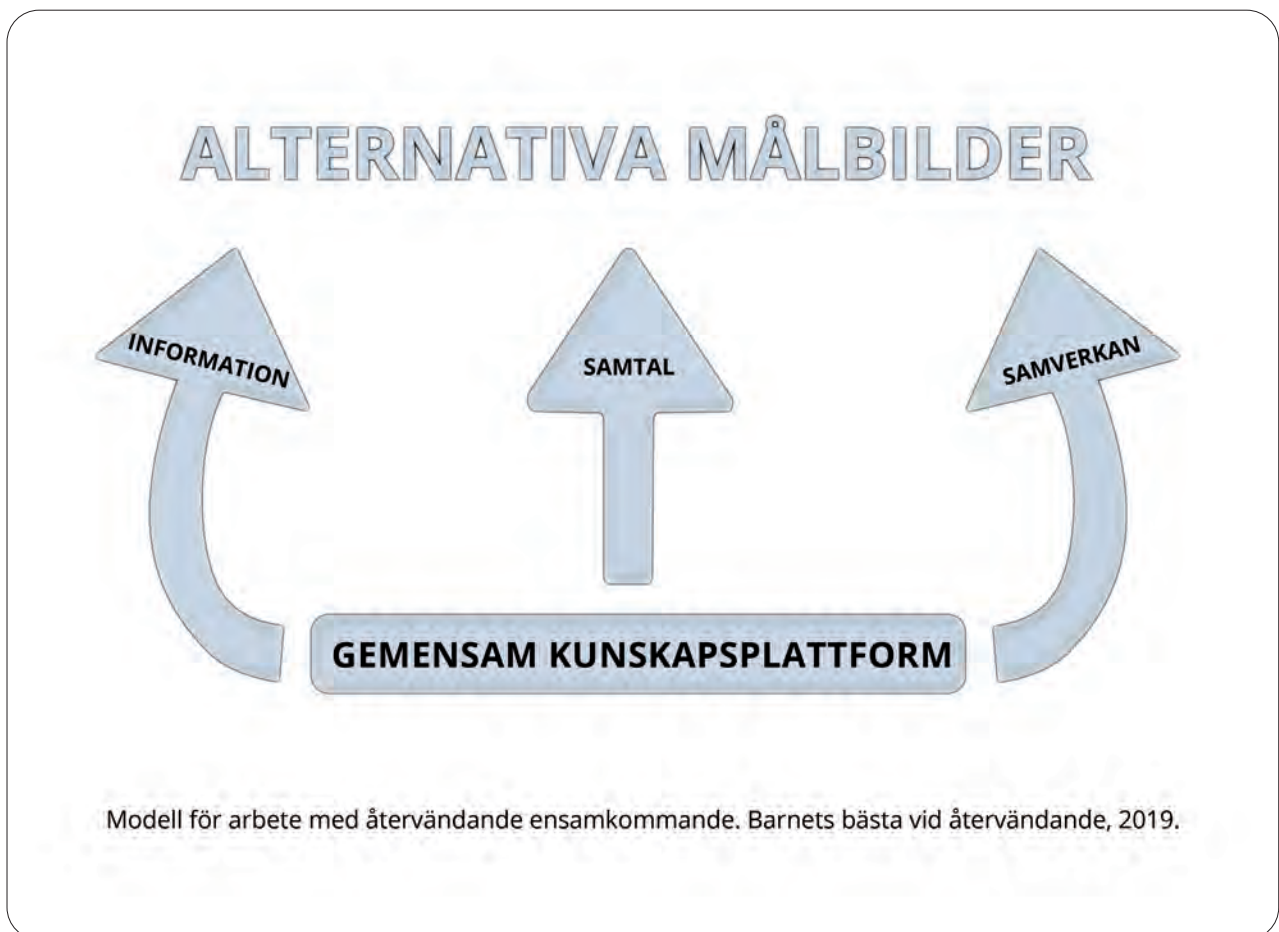 ALTERNATIVA MÅLBILDER
INFORMATION
SAMTAL
SAMVERKAN
GEMENSAM KUNSKAPSPLATTFORM
Modell för arbete med återvändande ensamkommande. Barnets bästa vid återvändande, 2019.